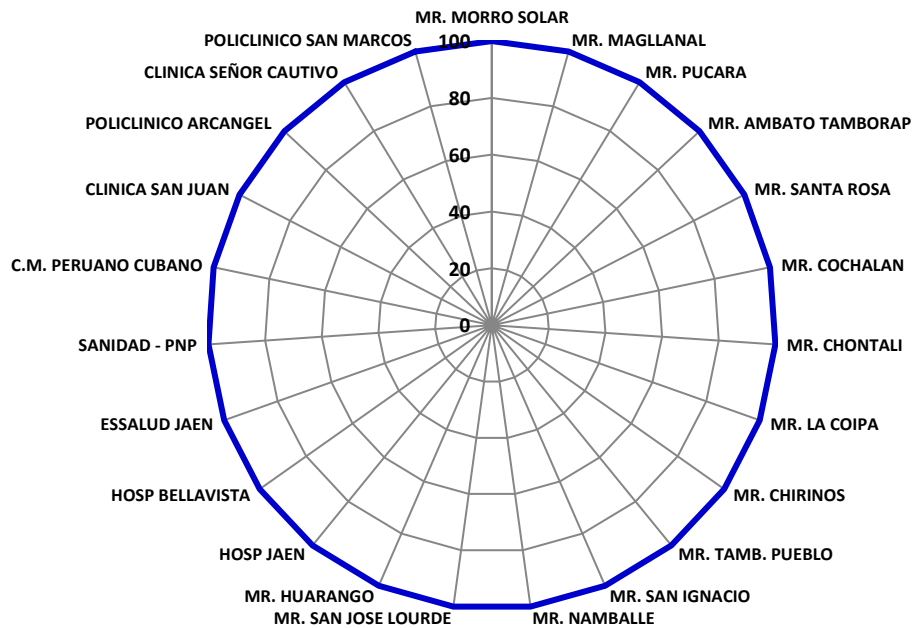 MR. MORRO SOLAR
MR. MAGLLANAL
MR. PUCARA
MR. AMBATO TAMBORAP
MR. SANTA ROSA
MR. COCHALAN
MR. CHONTALI
MR. LA COIPA
MR. CHIRINOS
MR. TAMB. PUEBLO
MR. SAN IGNACIO
MR. NAMBALLE
MR. SAN JOSE LOURDE
MR. HUARANGO
HOSP JAEN
HOSP BELLAVISTA
ESSALUD JAEN
SANIDAD - PNP
C.M. PERUANO CUBANO
CLINICA SAN JUAN
POLICLINICO ARCANGEL
CLINICA SEÑOR CAUTIVO
POLICLINICO SAN MARCOS
100
80
60
40
20
0